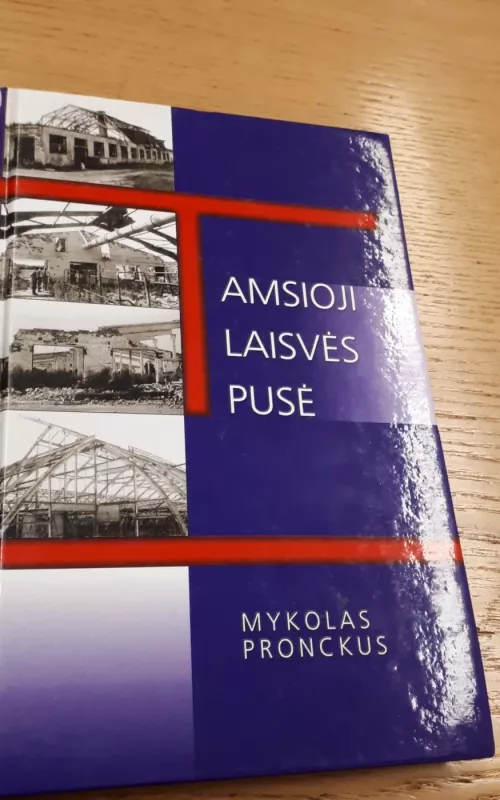 TAMSIOJI
LAISVĖS
PUSĖ
MYKOLAS
PRONCKUS